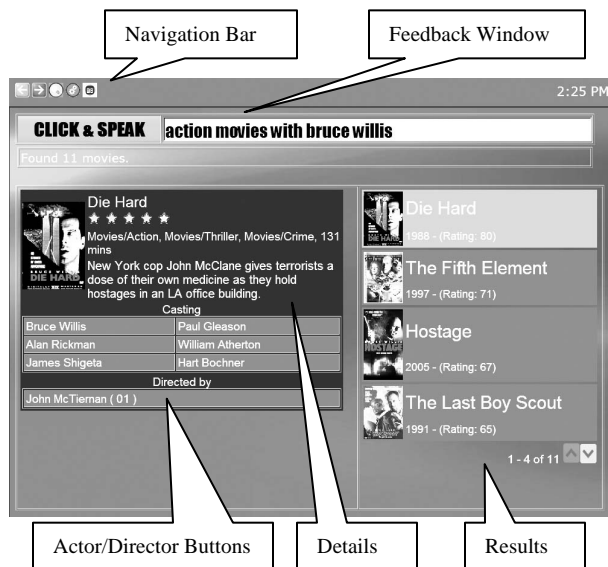 Navigation Bar
Feedback Window
2:25 PM
CLICK & SPEAK
action movies with bruce willis
Found 11 movies.
Die Hard
Movies/Action, Movies/Thriller, Movies/Crime, 131
mins
New York cop John McClane gives terrorists a
dose of their own medicine as they hold
hostages in an LA office building.
Casting
Bruce Willis
Paul Gleason
Alan Rickman
William Atherton
James Shigeta
Hart Bochner
Directed by
John McTiernan ( 01 )
Die Hard
1988 - (Rating: 80)
The Fifth Element
1997 - (Rating: 71)
Hostage
2005 - (Rating: 67)
The Last Boy Scout
1991 - (Rating: 65)
1 - 4 of 11
Actor/Director Buttons
Details
Results